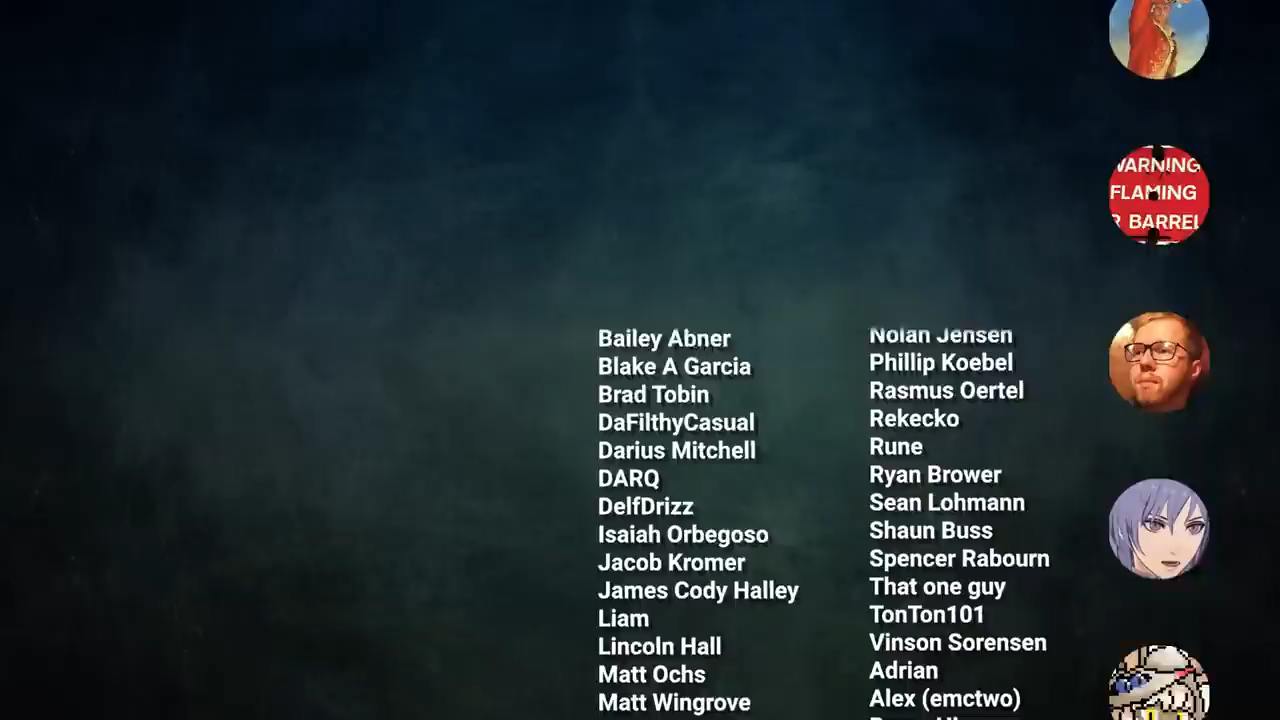 Bailey Abner
Blake A Garcia
Brad Tobin
DaFilthyCasual
Darius Mitchell
DARQ
DelfDrizz
Isaiah Orbegoso
Jacob Kromer
James Cody Halley
Liam
Lincoln Hall
Matt Ochs
Matt Wingrove
Nolan Jensen
Phillip Koebel
Rasmus Oertel
Rekecko
Rune
Ryan Brower
Sean Lohmann
Shaun Buss
Spencer Rabourn
That one guy
TonTon101
Vinson Sorensen
Adrian
Alex (emctwo)
WARNING
FLAMING
R BARREL